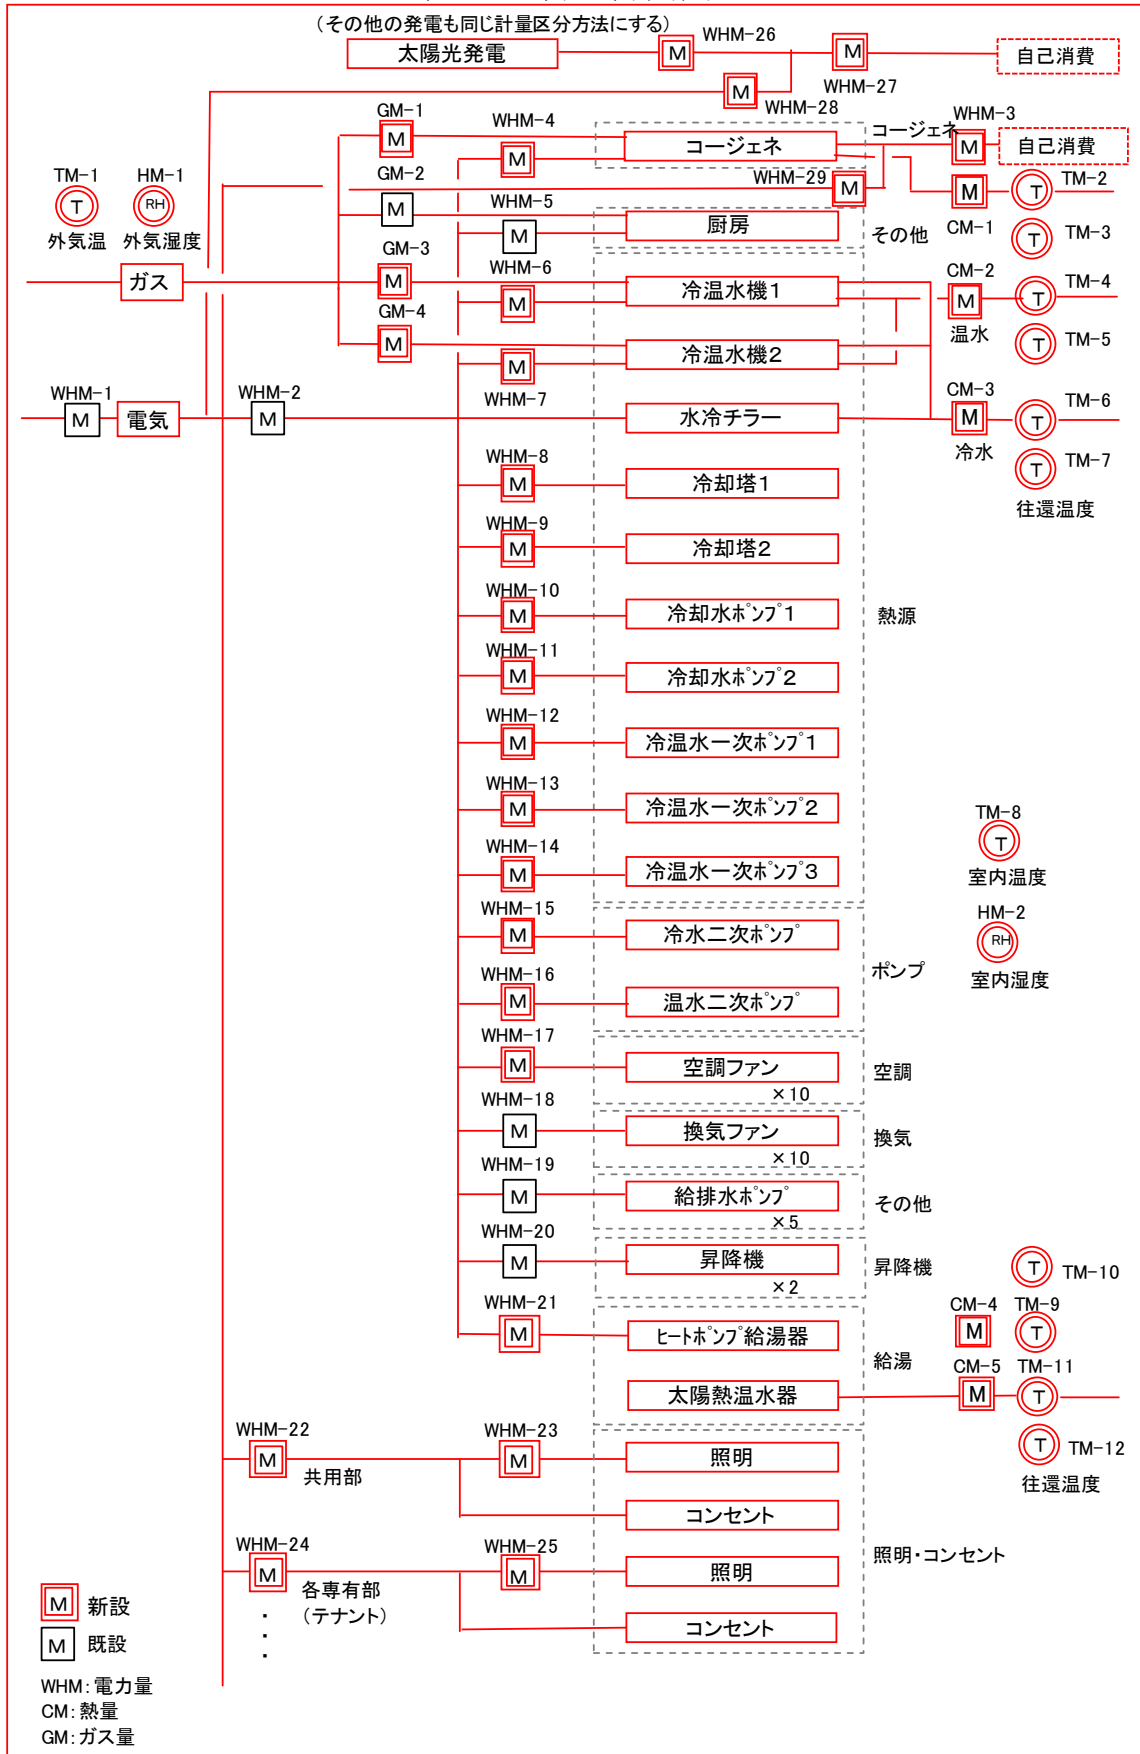 (その他の発電も同じ計量区分方法にする)
太陽光発電
M
WHM-26
M
WHM-27
自己消費
M
WHM-28
GM-1
M
WHM-4
M
コージェネ
コージェネ
WHM-3
M
自己消費
TM-1
T
外気温
HM-1
RH
外気湿度
GM-2
M
WHM-29
M
M
CM-1
T
TM-2
WHM-5
M
厨房
その他
T
TM-3
ガス
GM-3
M
WHM-6
M
冷温水機1
CM-2
M
温水
T
TM-4
GM-4
M
M
WHM-7
冷温水機2
T
TM-5
WHM-1
M
電気
WHM-2
M
水冷チラー
CM-3
M
冷水
T
TM-6
WHM-8
M
冷却塔1
T
TM-7
往還温度
WHM-9
M
冷却塔2
WHM-10
M
冷却水ポンプ1
熱源
WHM-11
M
冷却水ポンプ2
WHM-12
M
冷温水一次ポンプ1
WHM-13
M
冷温水一次ポンプ2
TM-8
T
室内温度
WHM-14
M
冷温水一次ポンプ3
WHM-15
M
冷水二次ポンプ
HM-2
RH
室内湿度
ポンプ
WHM-16
M
温水二次ポンプ
WHM-17
M
空調ファン
×10
空調
WHM-18
M
換気ファン
×10
換気
WHM-19
M
給排水ポンプ
×5
その他
WHM-20
M
昇降機
×2
昇降機
T
TM-10
WHM-21
M
ヒートポンプ給湯器
給湯
CM-4
M
TM-9
T
太陽熱温水器
CM-5
M
TM-11
T
WHM-22
M
共用部
WHM-23
M
照明
T
TM-12
往還温度
コンセント
WHM-24
M
各専有部
(テナント)
・
・
・
WHM-25
M
照明
照明・コンセント
コンセント
M 新設
M 既設
WHM:電力量
CM:熱量
GM:ガス量